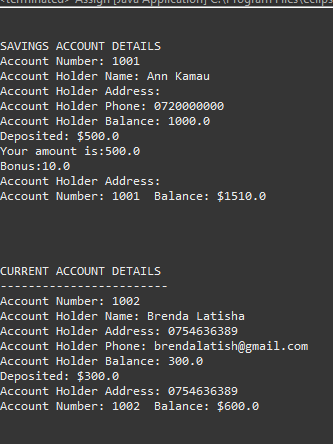 <terminated> Assign [Java Application] C:\Program Files\eclips
SAVINGS ACCOUNT DETAILS
Account Number: 1001
Account Holder Name: Ann Kamau
Account Holder Address:
Account Holder Phone: 0720000000
Account Holder Balance: 1000.0
Deposited: $500.0
Your amount is:500.0
Bonus:10.0
Account Holder Address:
Account Number: 1001  Balance: $1510.0
CURRENT ACCOUNT DETAILS
------------------------
Account Number: 1002
Account Holder Name: Brenda Latisha
Account Holder Address: 0754636389
Account Holder Phone: brendalatish@gmail.com
Account Holder Balance: 300.0
Deposited: $300.0
Account Holder Address: 0754636389
Account Number: 1002  Balance: $600.0